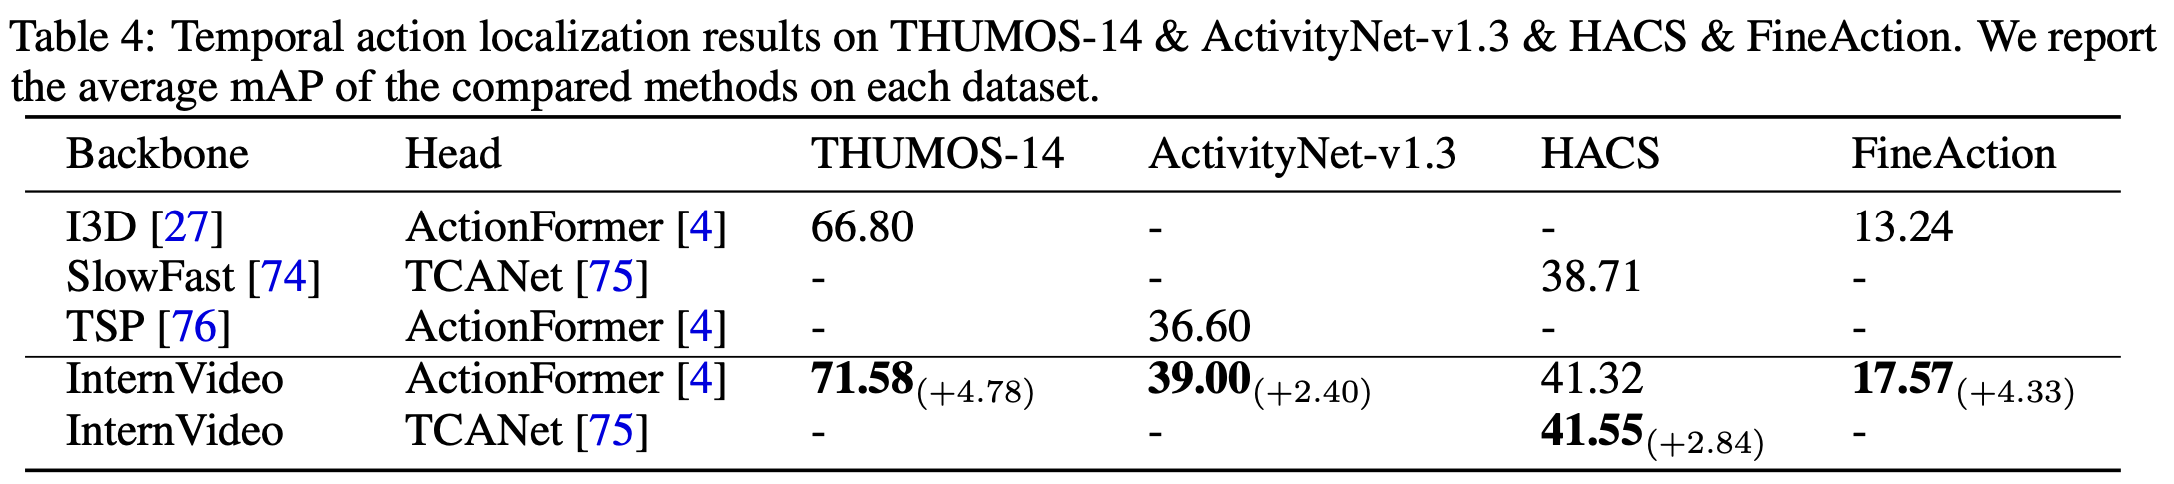 Table 4: Temporal action localization results on THUMOS-14 & ActivityNet-v1.3 & HACS & FineAction. We report
the average mAP of the compared methods on each dataset.
Backbone Head THUMOS-14 ActivityNet-v1.3 HACS FineAction
I3D [27] ActionFormer [4] 66.80 - - 13.24
SlowFast [74] TCANet [75] - - 38.71 -
TSP [76] ActionFormer [4] - 36.60 - -
InternVideo ActionFormer [4] 71.58(+4.78) 39.00(+2.40) 41.32 17.57(+4.33)
InternVideo TCANet [75] - - 41.55(+2.84) -